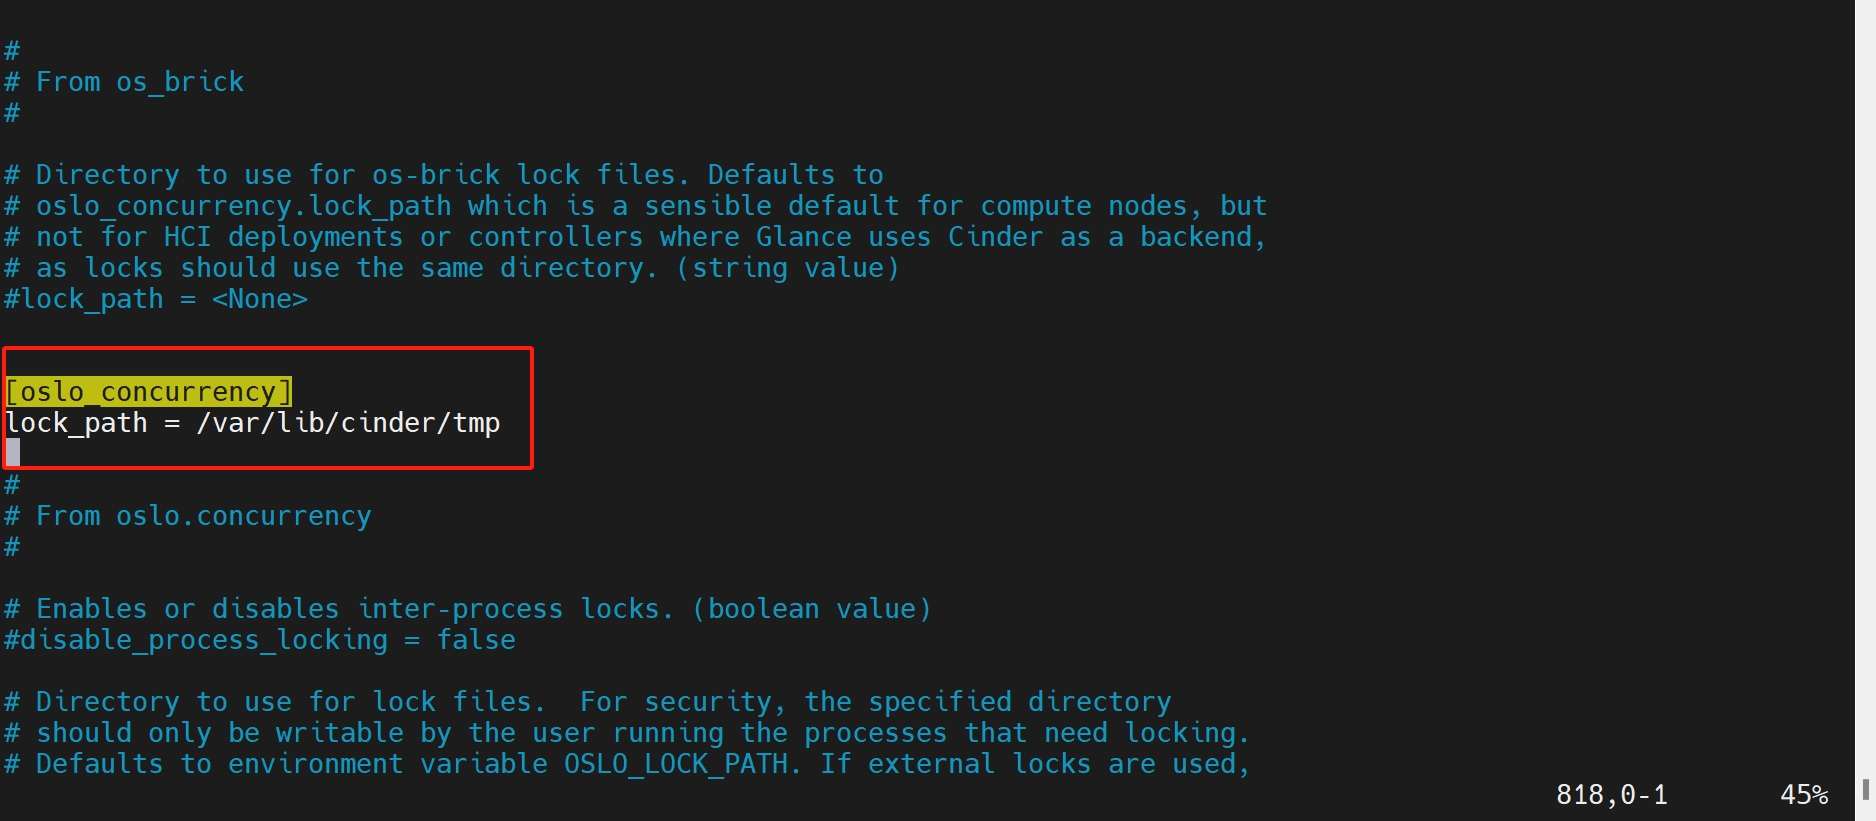 #
# From os_brick
#
# Directory to use for os-brick lock files. Defaults to
# oslo_concurrency.lock_path which is a sensible default for compute nodes, but
# not for HCI deployments or controllers where Glance uses Cinder as a backend,
# as locks should use the same directory. (string value)
#lock_path = <None>
[oslo_concurrency]
lock_path = /var/lib/cinder/tmp
#
# From oslo.concurrency
#
# Enables or disables inter-process locks. (boolean value)
#disable_process_locking = false
# Directory to use for lock files.  For security, the specified directory
# should only be writable by the user running the processes that need locking.
# Defaults to environment variable OSLO_LOCK_PATH. If external locks are used,
818,0-1 45%